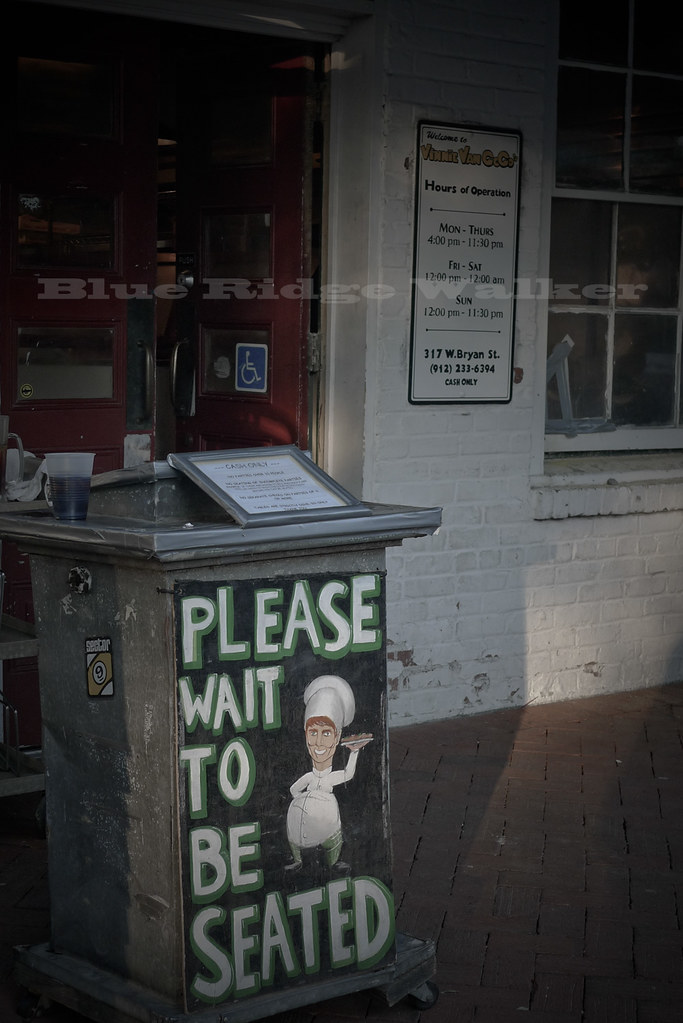 Welcome to
VINNIE VAN GOGO'S
Hours of Operation
MON - THURS
4:00 pm - 11:30 pm
FRI - SAT
12:00 pm - 12:00 am
SUN
12:00 pm - 11:30 pm
317 W. Bryan St.
(912) 233-6394
CASH ONLY
Blue Ridge Walker
CASH ONLY
sector
9
PLEASE
WAIT
TO
BE
SEATED